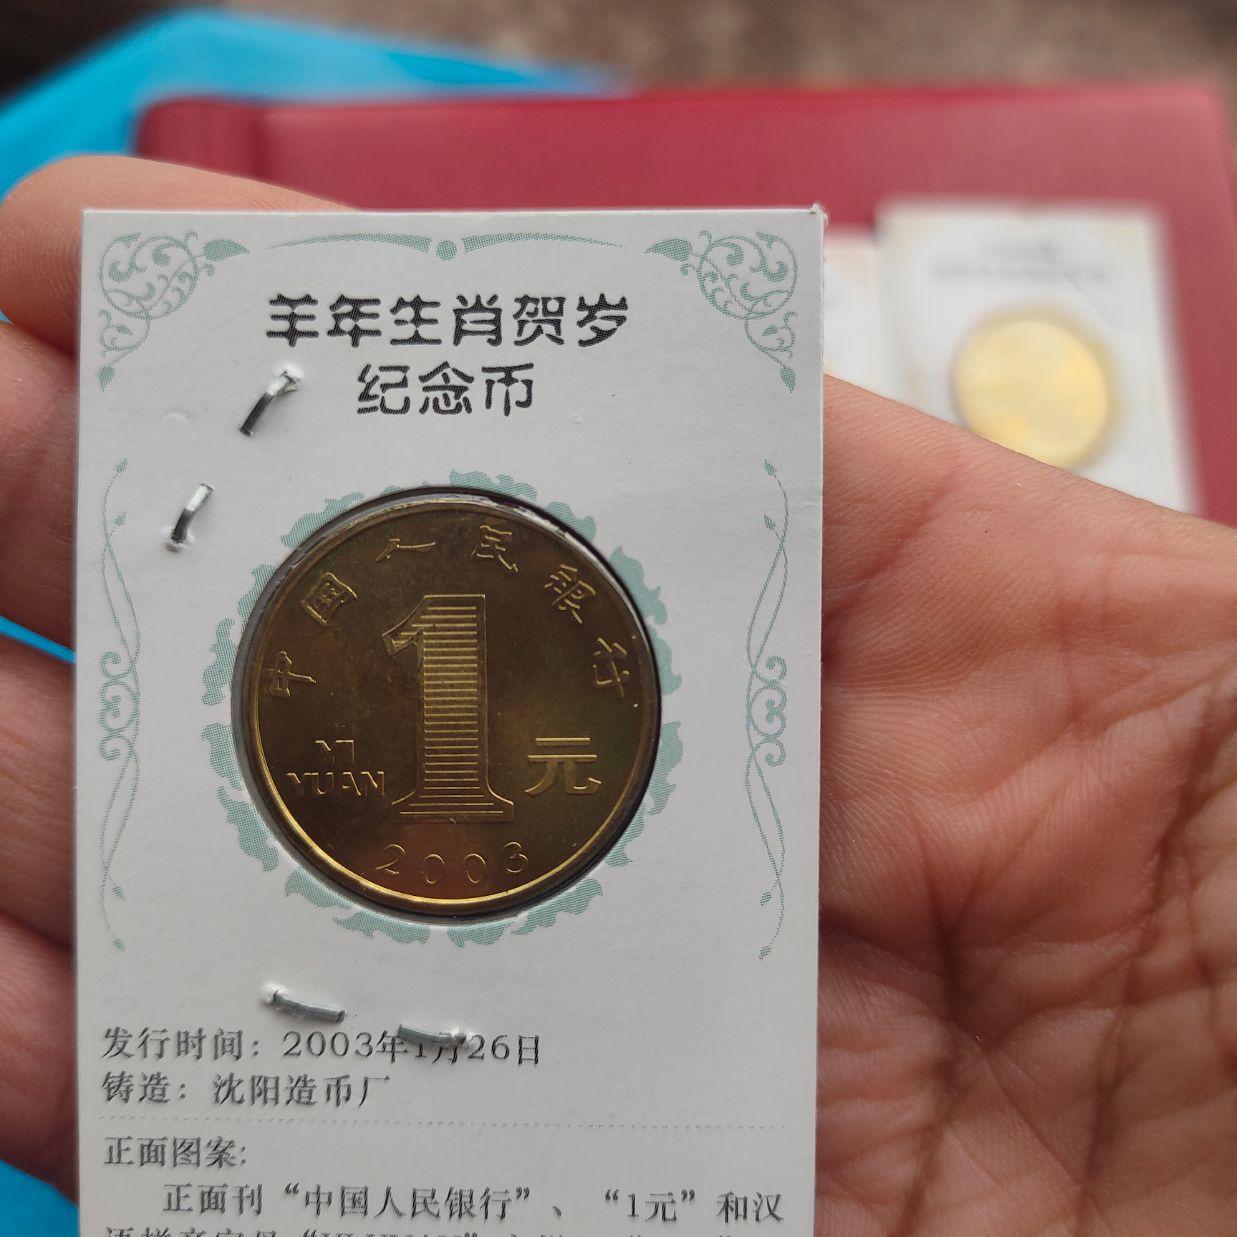 羊年生肖贺岁
纪念币
中国人民銀行
1
YI
YUAN
元
2003
发行时间：2003年1月26日
铸造：沈阳造币厂
正面图案:
正面刊“中国人民银行”、“1元”和汉